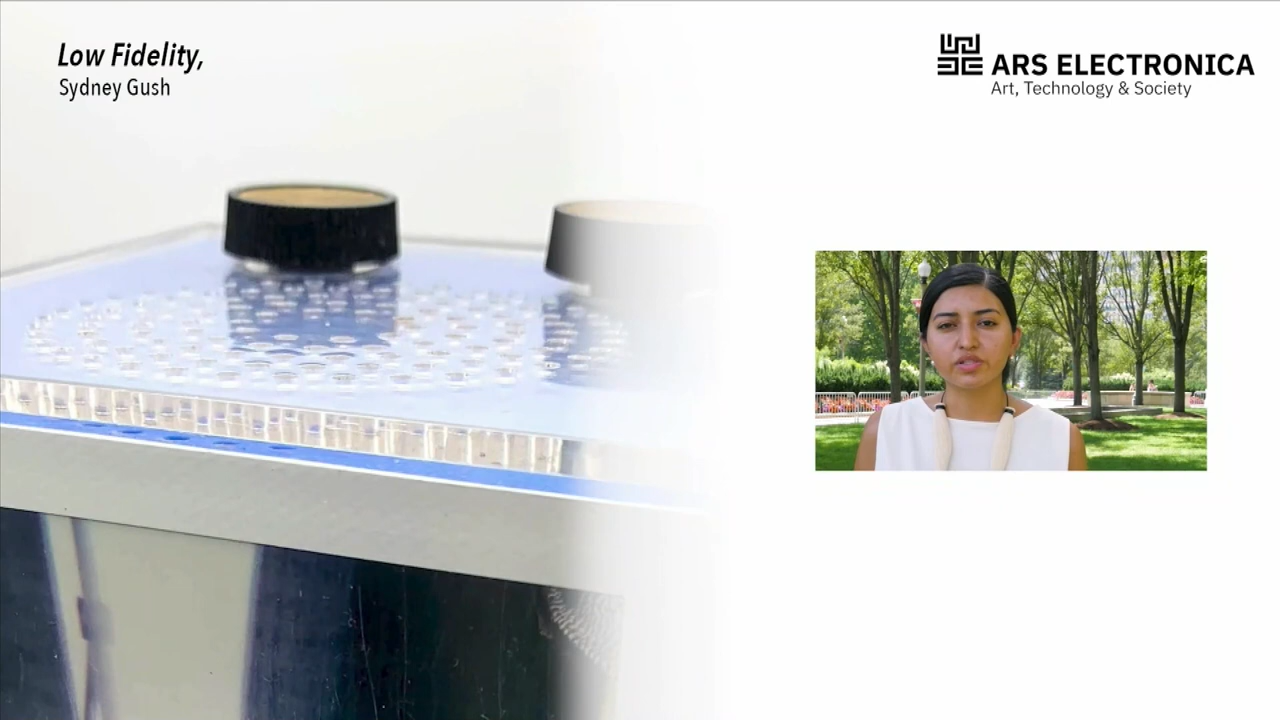 Low Fidelity,
Sydney Gush
ARS ELECTRONICA
Art, Technology & Society